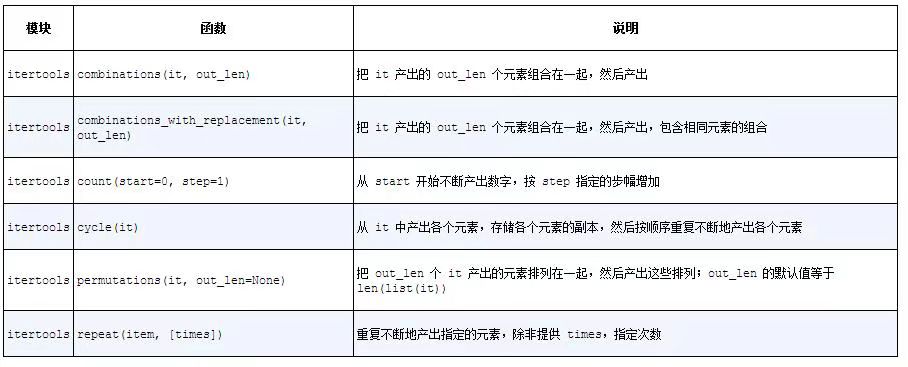 模块 函数 说明
itertools combinations(it, out_len) 把 it 产出的 out_len 个元素组合在一起，然后产出
itertools combinations_with_replacement(it, out_len) 把 it 产出的 out_len 个元素组合在一起，然后产出，包含相同元素的组合
itertools count(start=0, step=1) 从 start 开始不断产出数字，按 step 指定的步幅增加
itertools cycle(it) 从 it 中产出各个元素，存储各个元素的副本，然后按顺序重复不断地产出各个元素
itertools permutations(it, out_len=None) 把 out_len 个 it 产出的元素排列在一起，然后产出这些排列；out_len 的默认值等于 len(list(it))
itertools repeat(item, [times]) 重复不断地产出指定的元素，除非提供 times，指定次数